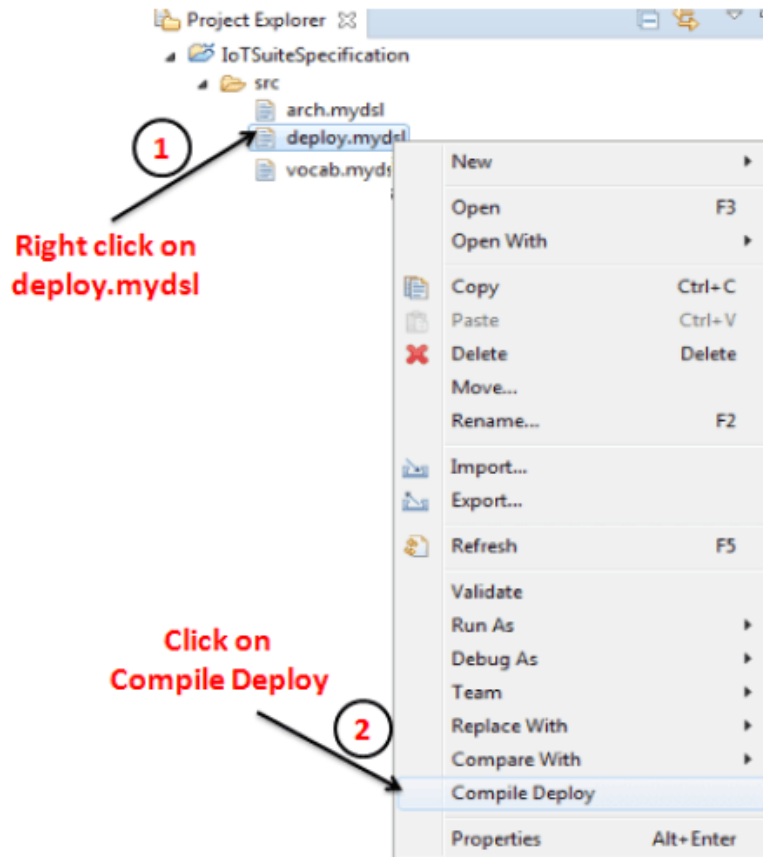 Project Explorer
IoTSuiteSpecification
src
arch.mydsl
1
deploy.mydsl
vocab.myds
Right click on
deploy.mydsl
New
Open F3
Open With
Copy Ctrl+C
Paste Ctrl+V
Delete Delete
Move...
Rename... F2
Import...
Export...
Refresh F5
Validate
Run As
Debug As
Team
Replace With
Compare With
Compile Deploy
Properties Alt+Enter
Click on
Compile Deploy
2